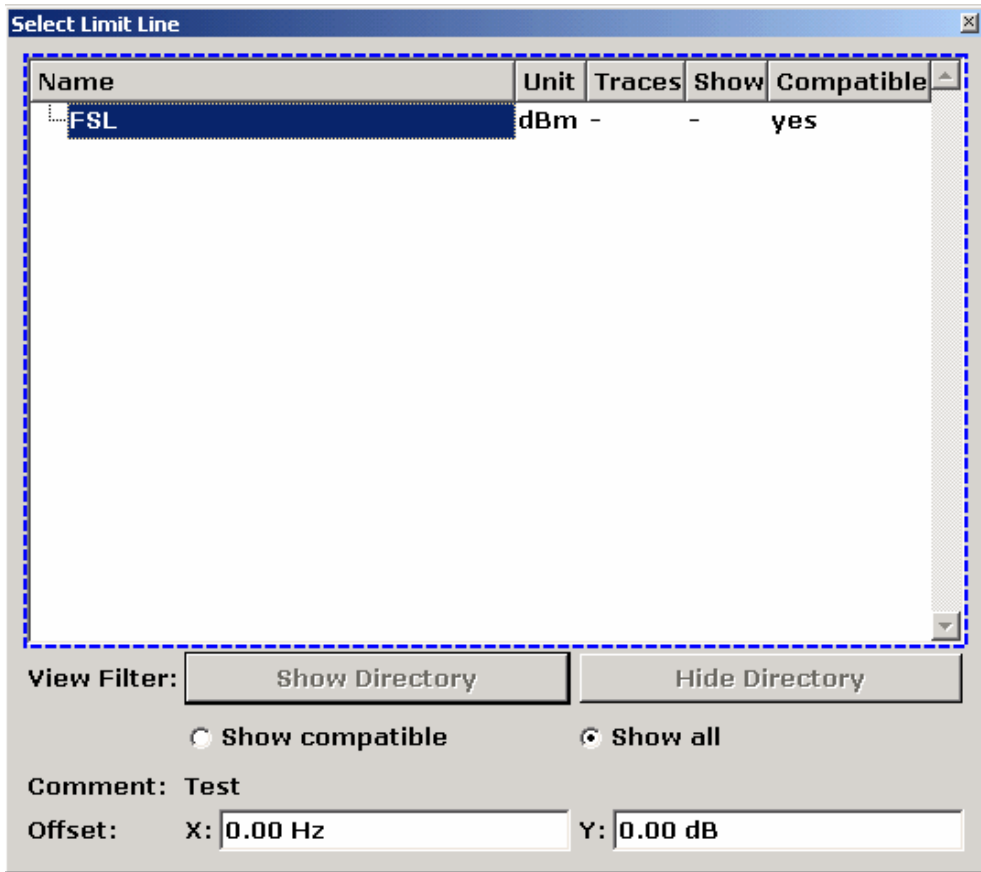 Select Limit Line
Name Unit Traces Show Compatible
FSL dBm - - yes
View Filter: Show Directory Hide Directory
Show compatible Show all
Comment: Test
Offset: X: 0.00 Hz Y: 0.00 dB